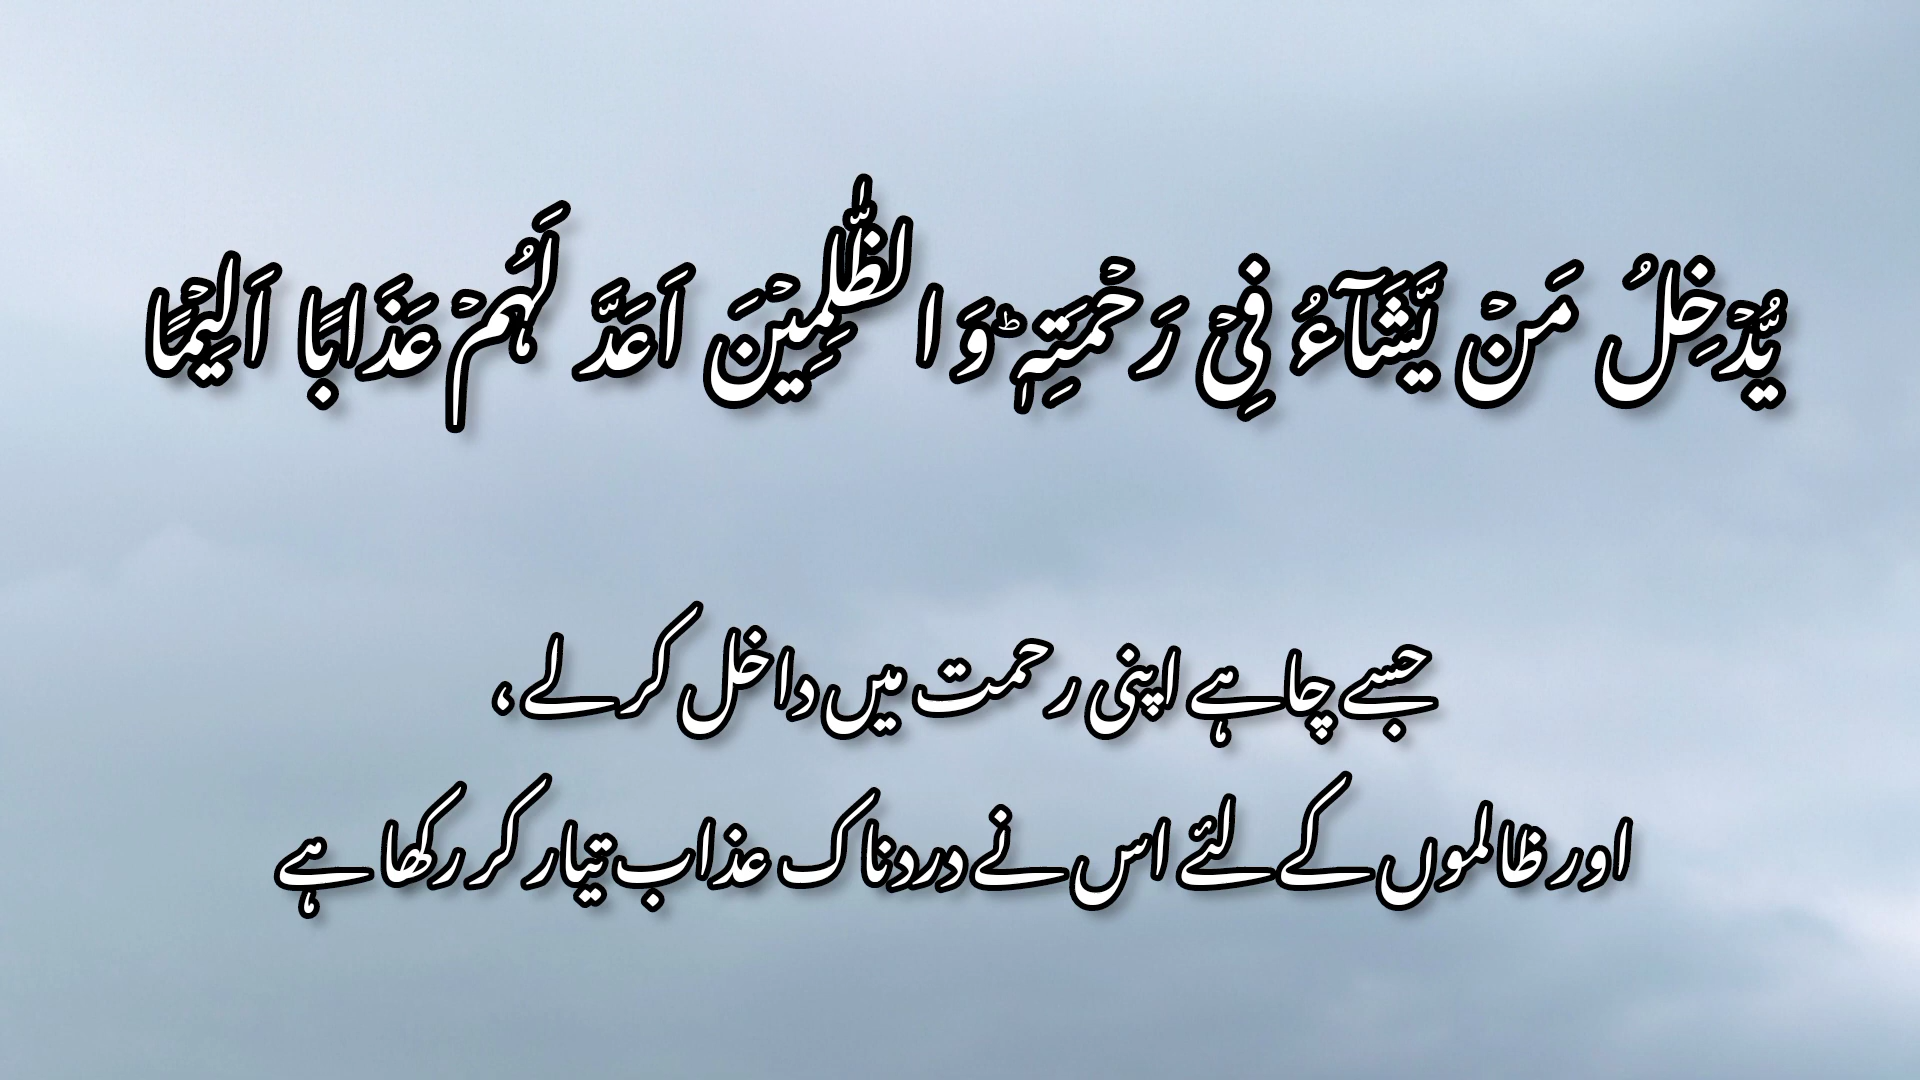 يُّدۡخِلُ مَنۡ يَّشَآءُ فِىۡ رَحۡمَتِهٖ‌ؕ وَالظّٰلِمِيۡنَ اَعَدَّ لَهُمۡ عَذَابًا اَلِيۡمًا
جسے چاہے اپنی رحمت میں داخل کرلے ،
اور ظالموں کے لئے اس نے دردناک عذاب تیار کر رکھا ہے